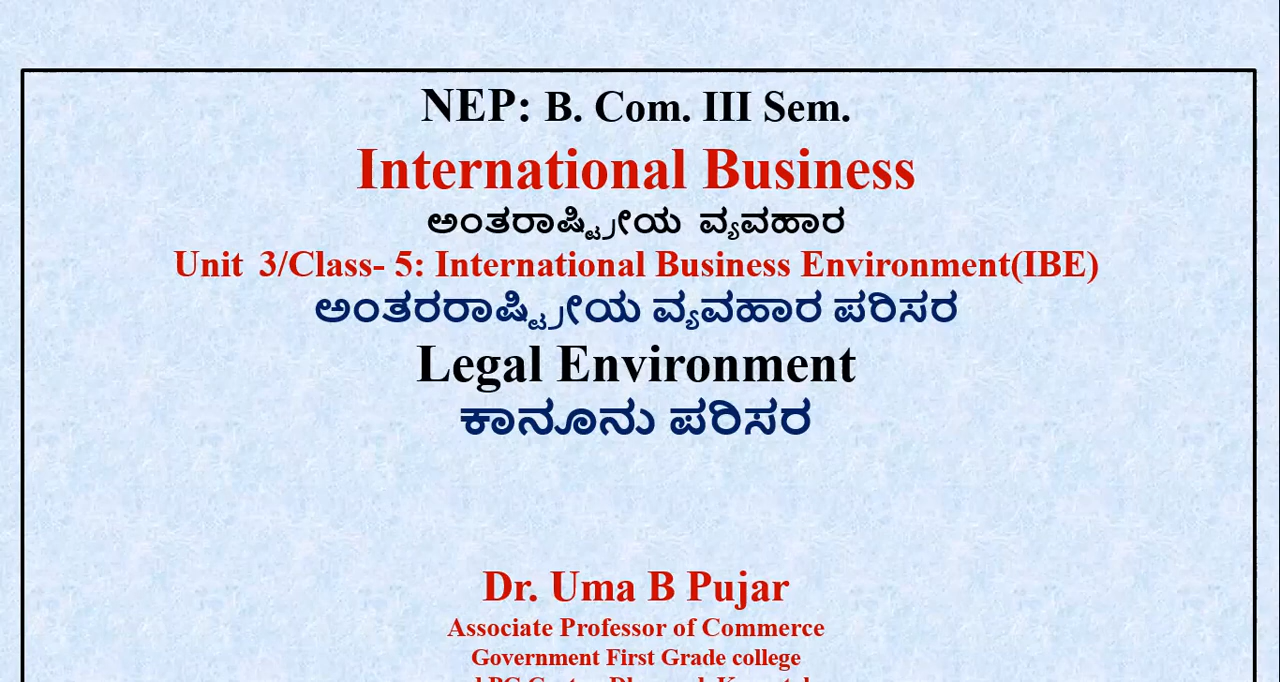 NEP: B. Com. III Sem.
International Business
ಅಂತರಾಷ್ಟ್ರೀಯ ವ್ಯವಹಾರ
Unit 3/Class- 5: International Business Environment(IBE)
ಅಂತರರಾಷ್ಟ್ರೀಯ ವ್ಯವಹಾರ ಪರಿಸರ
Legal Environment
ಕಾನೂನು ಪರಿಸರ
Dr. Uma B Pujar
Associate Professor of Commerce
Government First Grade college